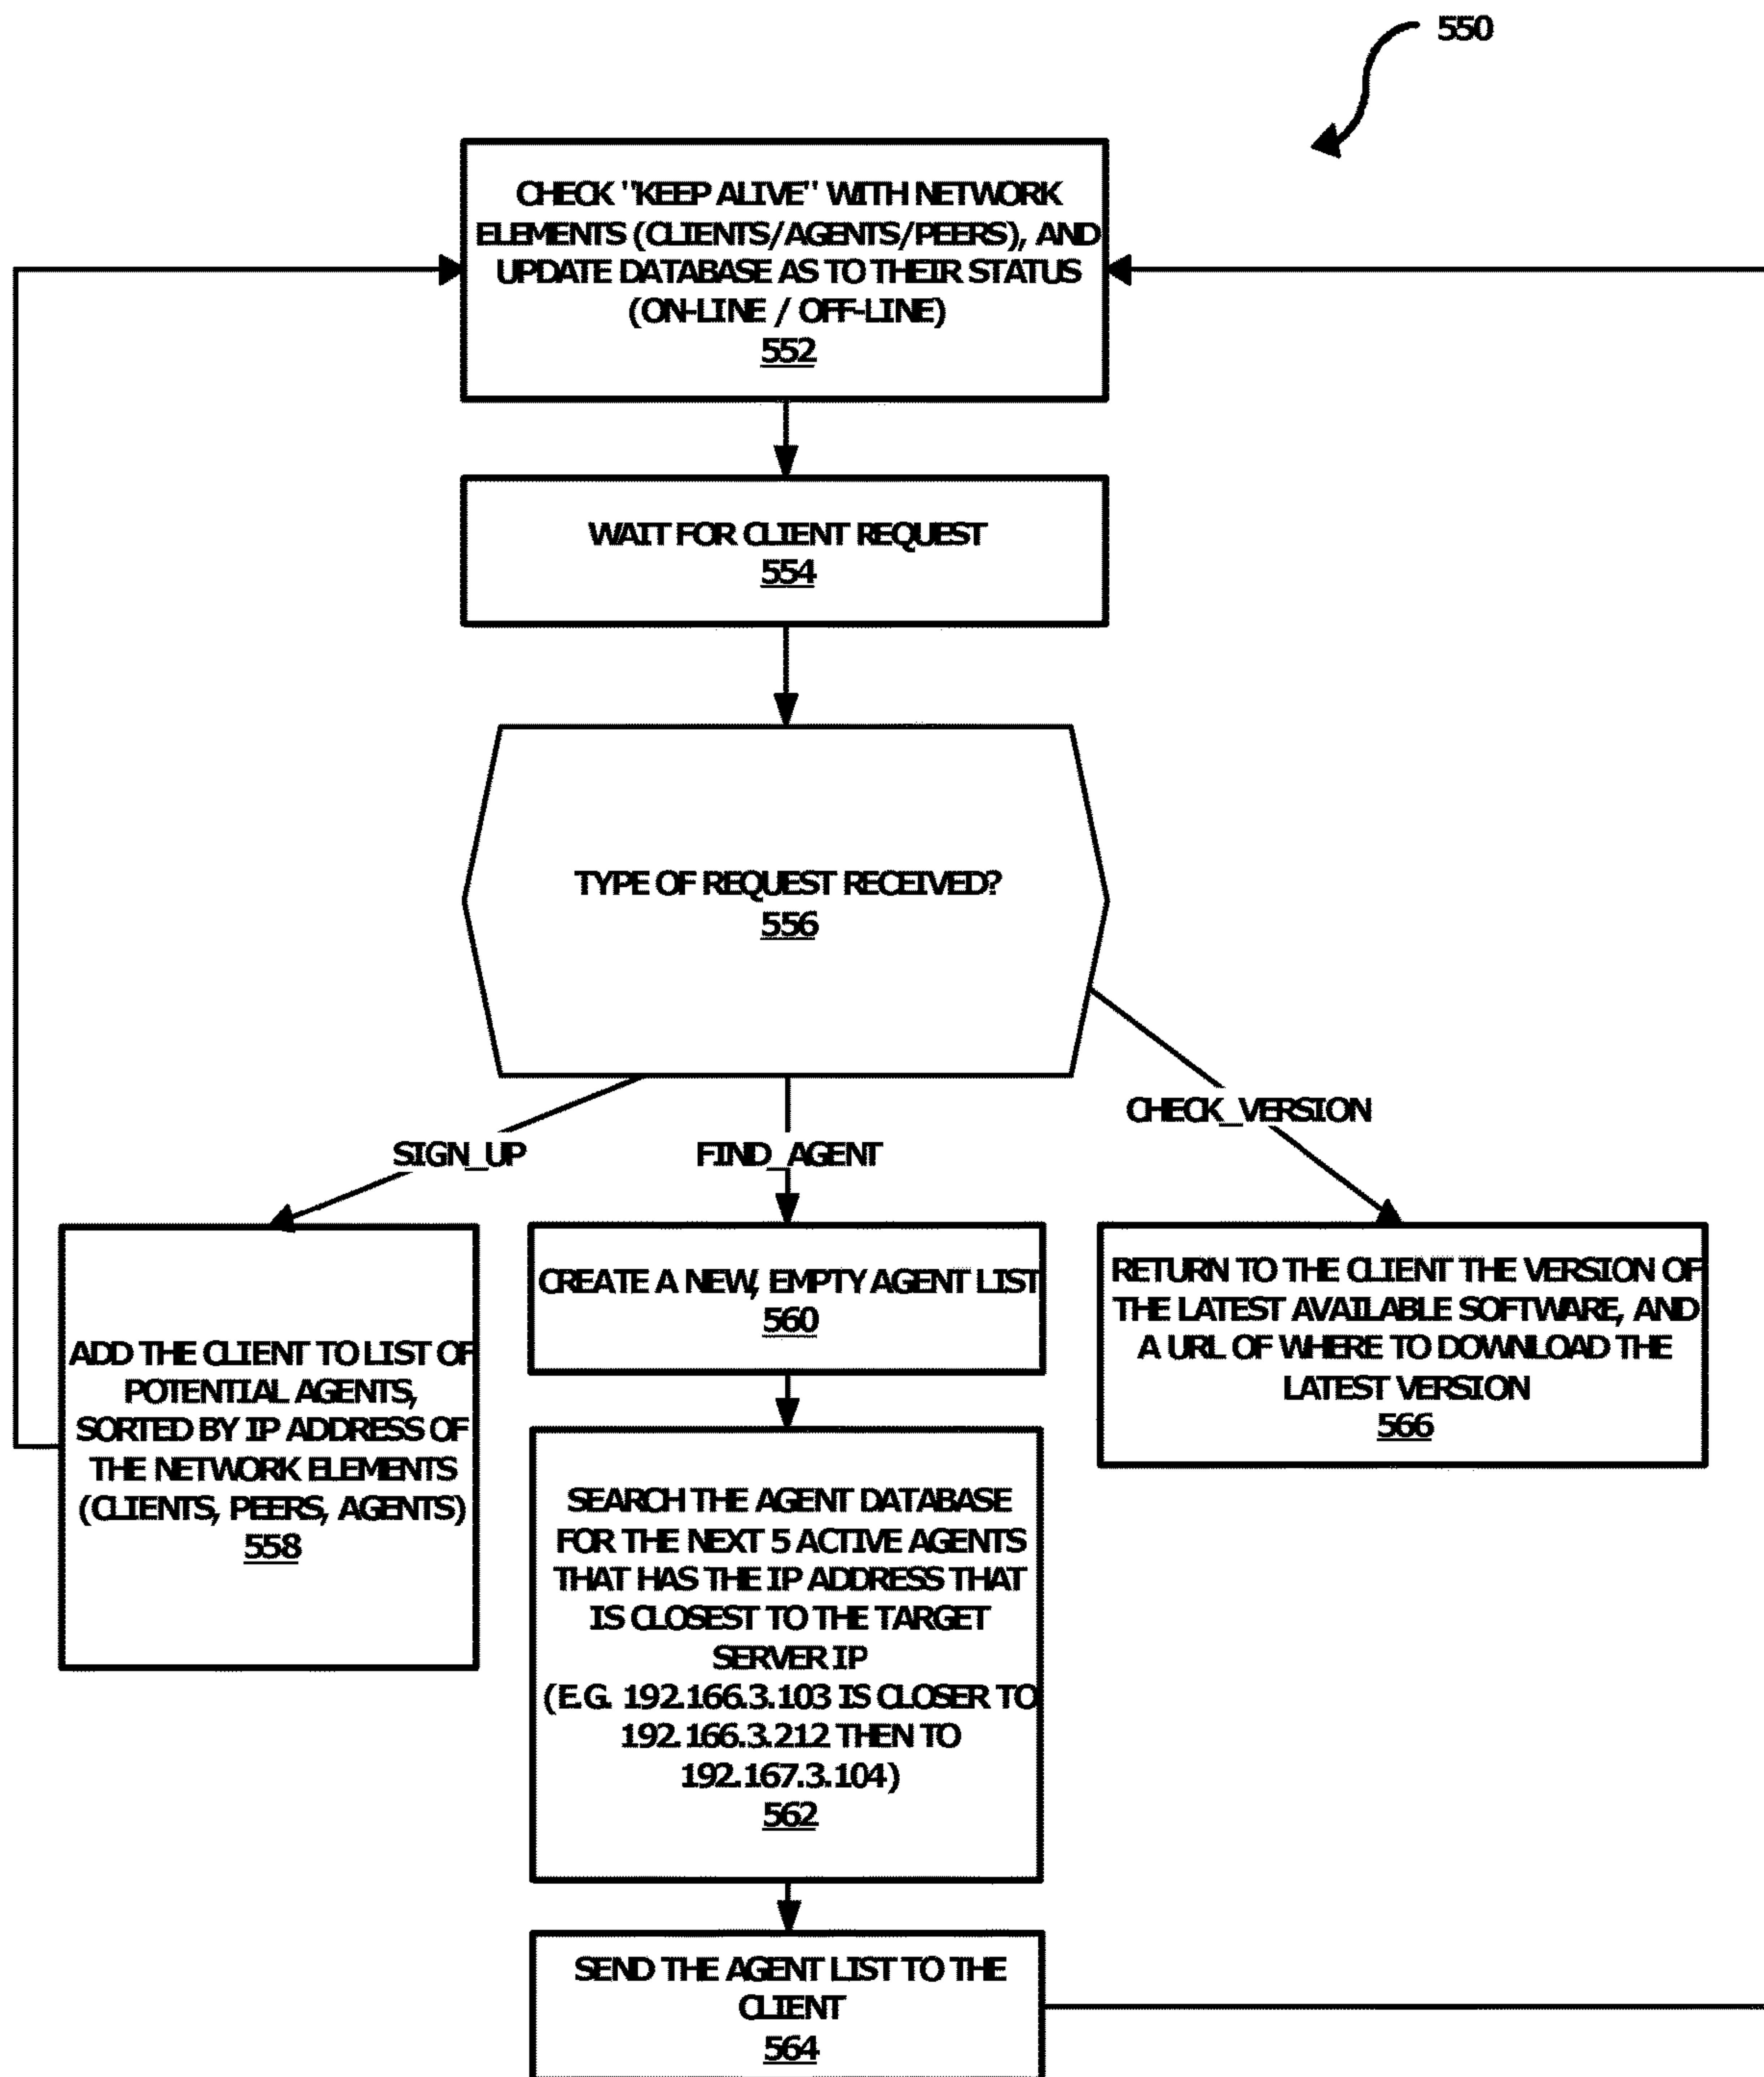 550
CHECK "KEEP ALIVE" WITH NETWORK
ELEMENTS (CLIENTS/AGENTS/PEERS), AND
UPDATE DATABASE AS TO THEIR STATUS
(ON-LINE / OFF-LINE)
552
WAIT FOR CLIENT REQUEST
554
TYPE OF REQUEST RECEIVED?
556
SIGN_UP
FIND_AGENT
CHECK_VERSION
ADD THE CLIENT TO LIST OF
POTENTIAL AGENTS,
SORTED BY IP ADDRESS OF
THE NETWORK ELEMENTS
(CLIENTS, PEERS, AGENTS)
558
CREATE A NEW, EMPTY AGENT LIST
560
SEARCH THE AGENT DATABASE
FOR THE NEXT 5 ACTIVE AGENTS
THAT HAS THE IP ADDRESS THAT
IS CLOSEST TO THE TARGET
SERVER IP
(E.G. 192.166.3.103 IS CLOSER TO
192.166.3.212 THEN TO
192.167.3.104)
562
SEND THE AGENT LIST TO THE
CLIENT
564
RETURN TO THE CLIENT THE VERSION OF
THE LATEST AVAILABLE SOFTWARE, AND
A URL OF WHERE TO DOWNLOAD THE
LATEST VERSION
566